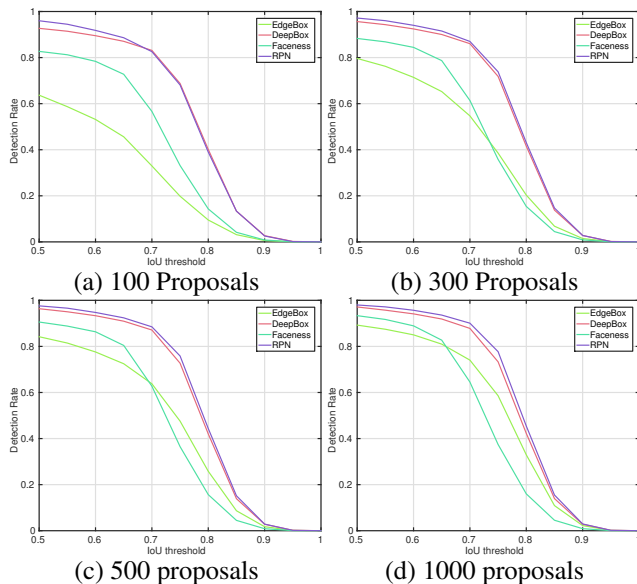 1
0.8
0.6
0.4
0.2
0
Detection Rate
0.5 0.6 0.7 0.8 0.9 1
IoU threshold
EdgeBox
DeepBox
Faceness
RPN
(a) 100 Proposals
1
0.8
0.6
0.4
0.2
0
Detection Rate
0.5 0.6 0.7 0.8 0.9 1
IoU threshold
EdgeBox
DeepBox
Faceness
RPN
(b) 300 Proposals
1
0.8
0.6
0.4
0.2
0
Detection Rate
0.5 0.6 0.7 0.8 0.9 1
IoU threshold
EdgeBox
DeepBox
Faceness
RPN
(c) 500 proposals
1
0.8
0.6
0.4
0.2
0
Detection Rate
0.5 0.6 0.7 0.8 0.9 1
IoU threshold
EdgeBox
DeepBox
Faceness
RPN
(d) 1000 proposals